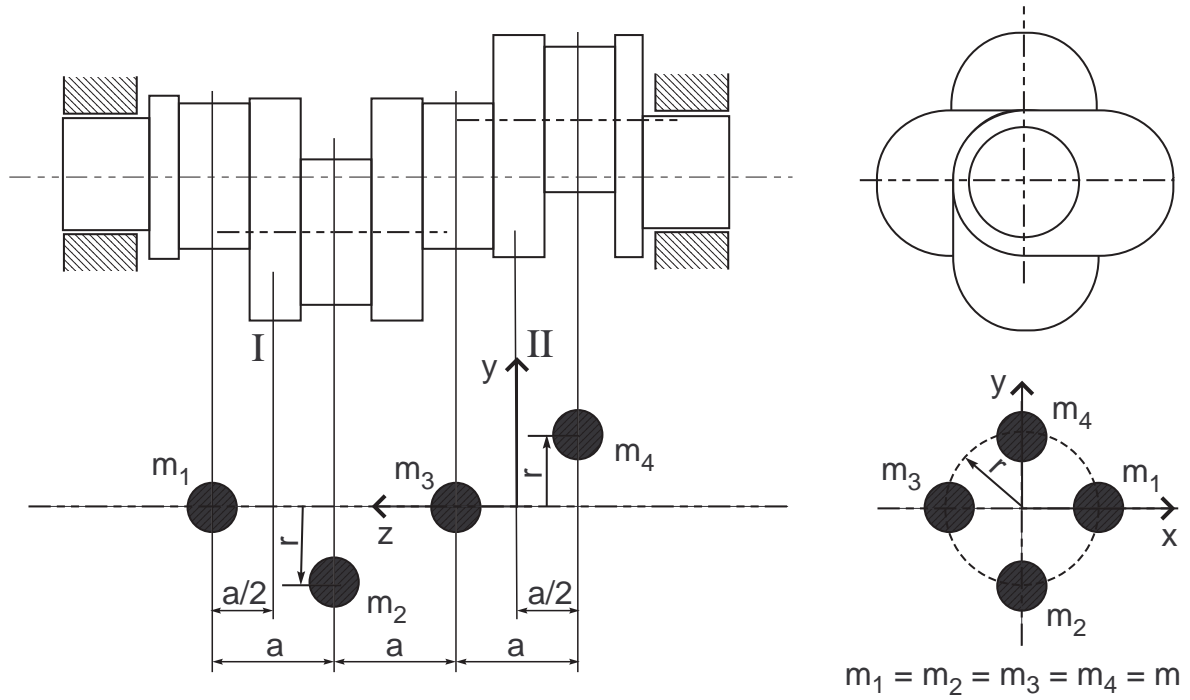 I
II
y
m₁
m₃
m₄
r
z
r
m₂
a/2
a/2
a
a
a
y
m₄
m₃
r
m₁
x
m₂
m₁ = m₂ = m₃ = m₄ = m